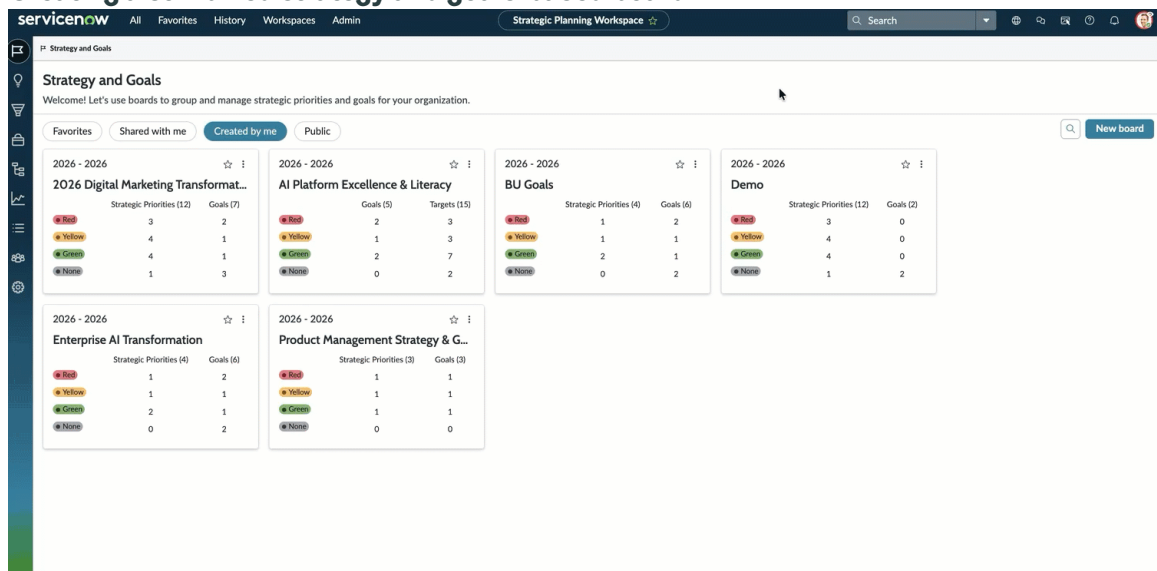 servicenow All Favorites History Workspaces Admin Strategic Planning Workspace Search
Strategy and Goals
Strategy and Goals
Welcome! Let's use boards to group and manage strategic priorities and goals for your organization.
Favorites Shared with me Created by me Public New board
2026 - 2026
2026 Digital Marketing Transformat...
Strategic Priorities (12) Goals (7)
Red 3 2
Yellow 4 1
Green 4 1
None 1 3
2026 - 2026
AI Platform Excellence & Literacy
Goals (5) Targets (15)
Red 2 3
Yellow 1 3
Green 2 7
None 0 2
2026 - 2026
BU Goals
Strategic Priorities (4) Goals (6)
Red 1 2
Yellow 1 1
Green 2 1
None 0 2
2026 - 2026
Demo
Strategic Priorities (12) Goals (2)
Red 3 0
Yellow 4 0
Green 4 0
None 1 2
2026 - 2026
Enterprise AI Transformation
Strategic Priorities (4) Goals (6)
Red 1 2
Yellow 1 1
Green 2 1
None 0 2
2026 - 2026
Product Management Strategy & G...
Strategic Priorities (3) Goals (3)
Red 1 1
Yellow 1 1
Green 1 1
None 0 0